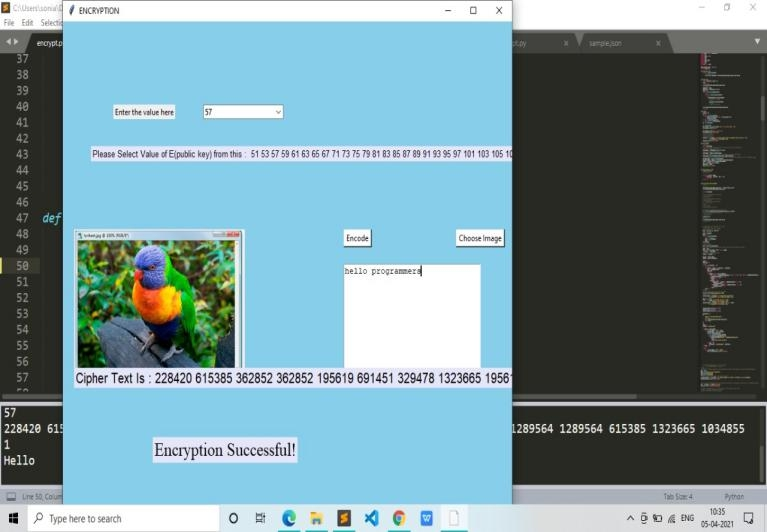 C:\Users\sonia\D
ENCRYPTION
File Edit Selectio
encrypt.p
pt.py
sample.json
37
38
39
40
41
42
43
44
45
46
47 def
48
49
50
51
52
53
54
55
56
57
Enter the value here 57
Please Select Value of E(public key) from this : 51 53 57 59 61 63 65 67 71 73 75 79 81 83 85 87 89 91 93 95 97 101 103 105 10
Encode
Choose Image
hello programmers
Cipher Text Is : 228420 615385 362852 362852 195619 691451 329478 1323665 19561
Encryption Successful!
57
228420 615
1289564 1289564 615385 1323665 1034855
1
Hello
Line 50, Colum
Tab Size: 4
Python
Type here to search
ENG
10:35
05-04-2021